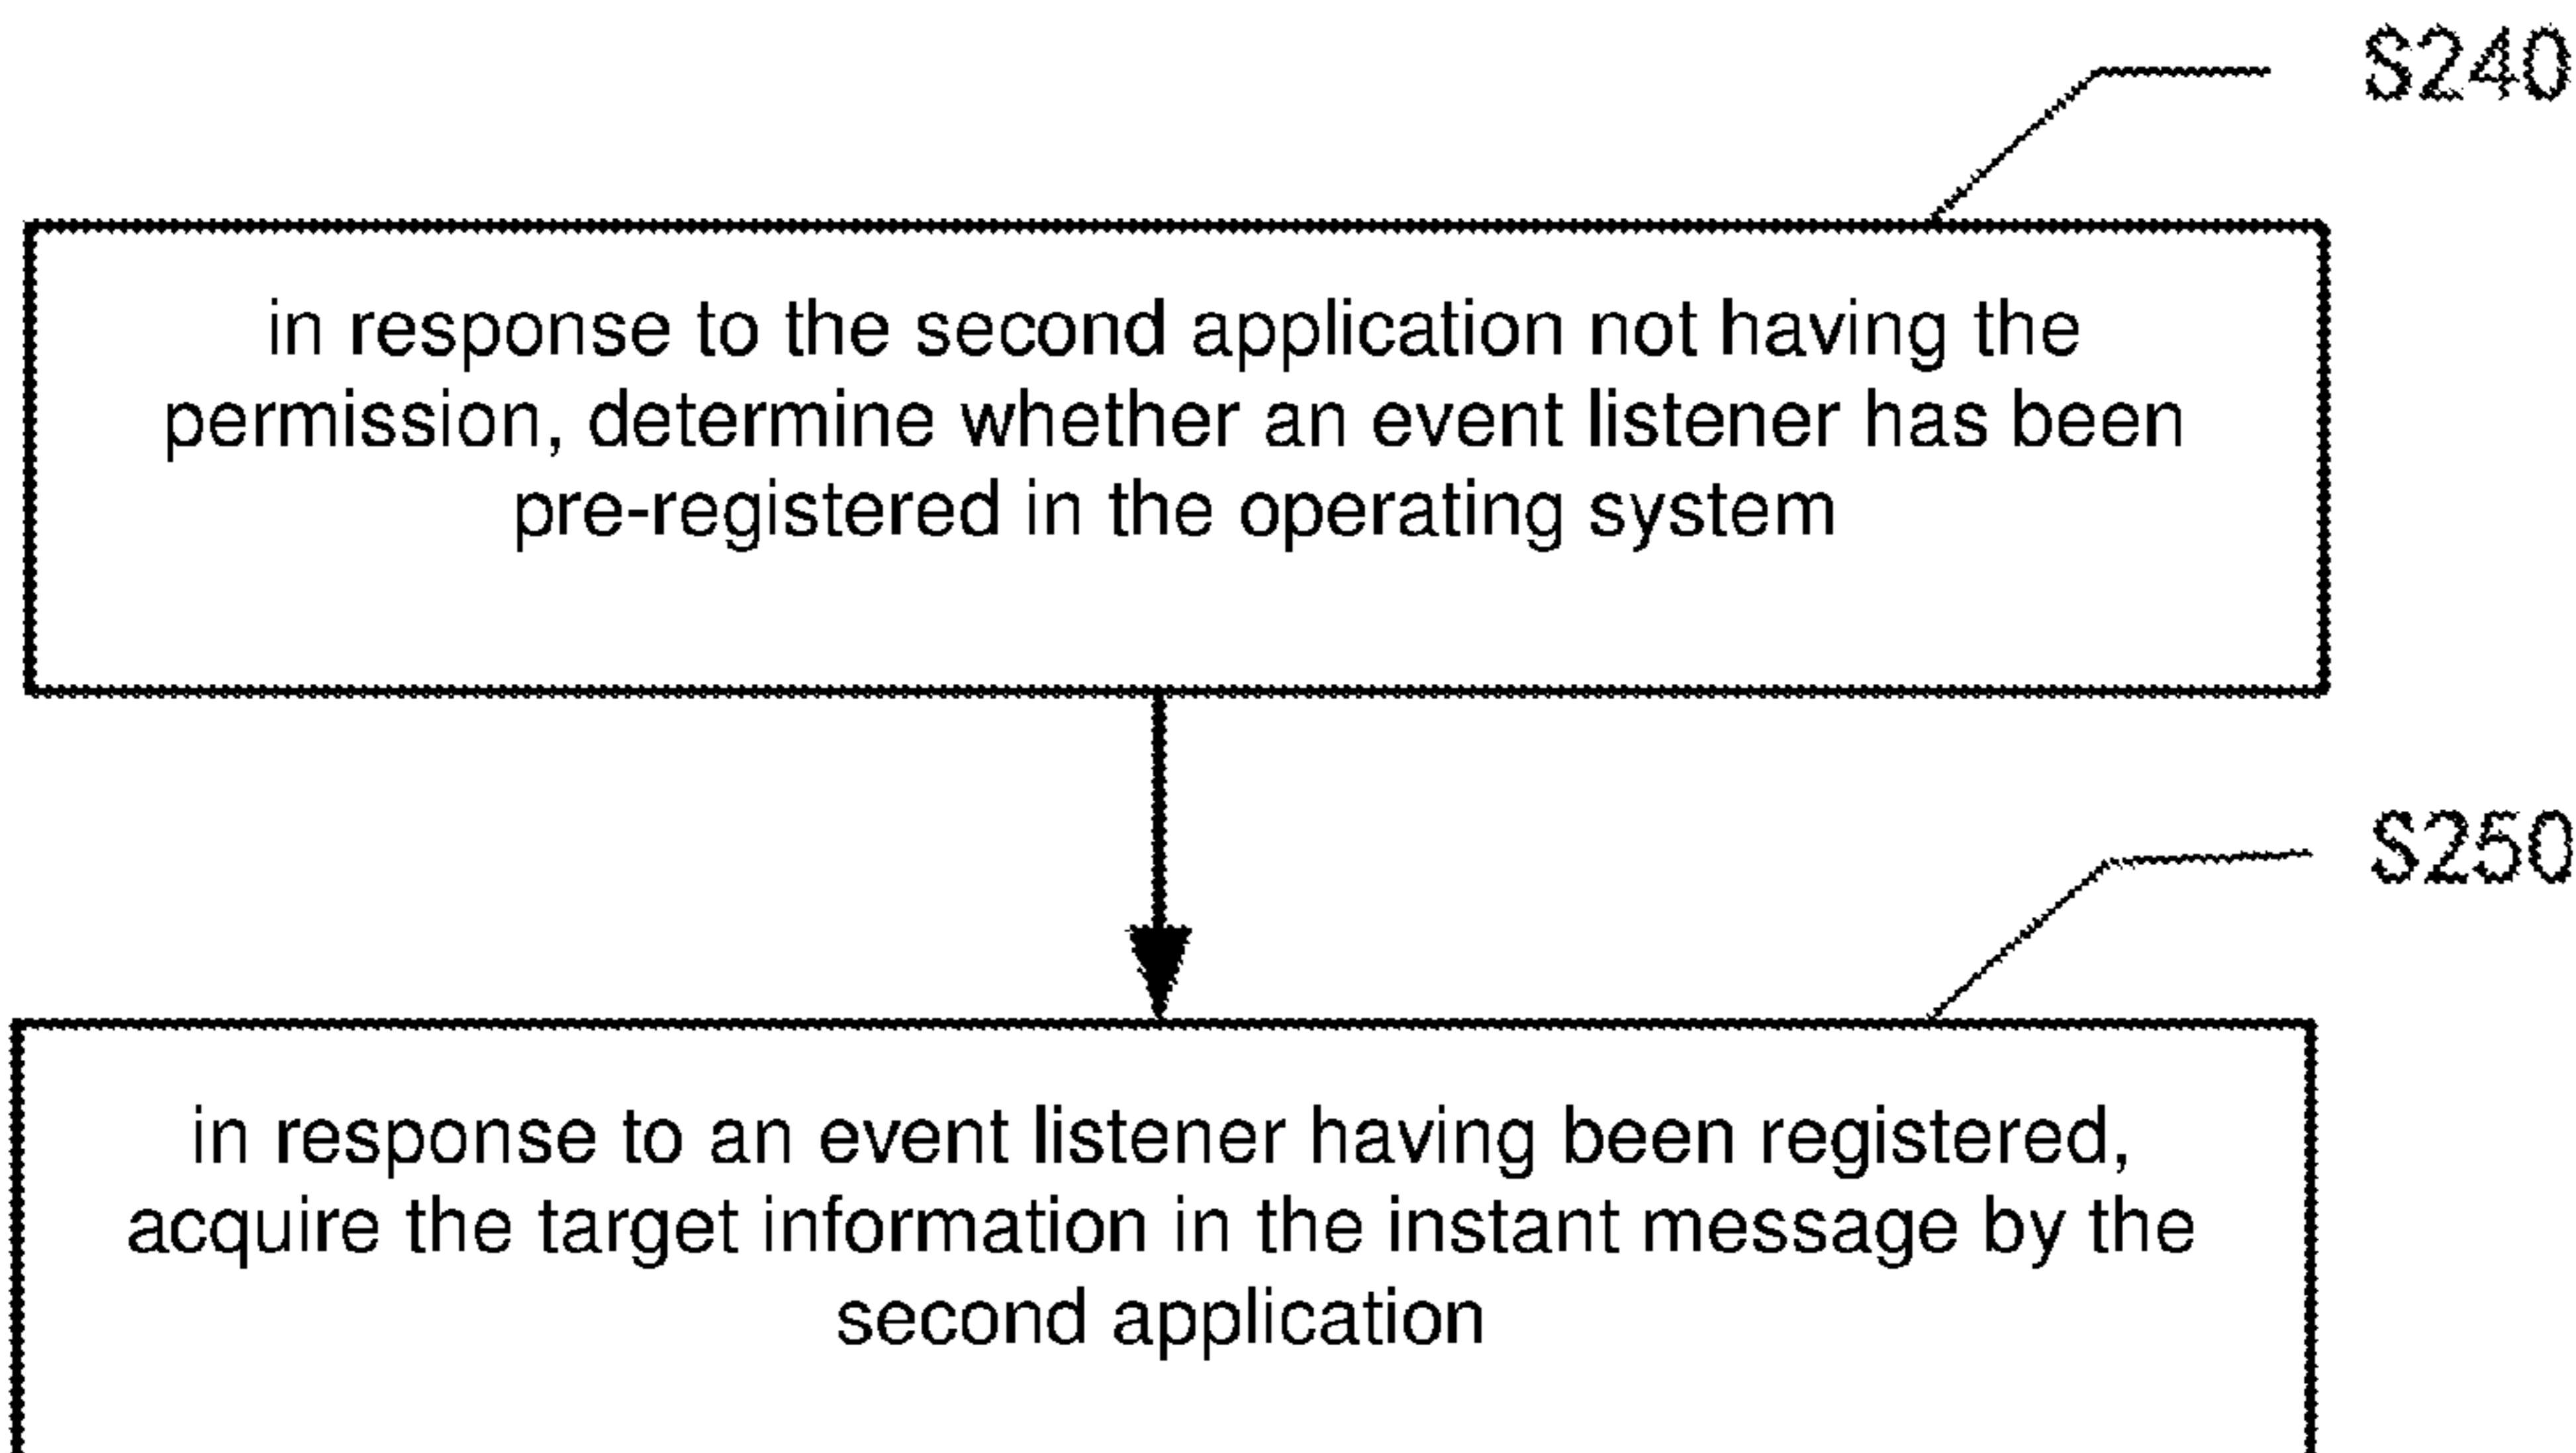 S240
in response to the second application not having the
permission, determine whether an event listener has been
pre-registered in the operating system
S250
in response to an event listener having been registered,
acquire the target information in the instant message by the
second application